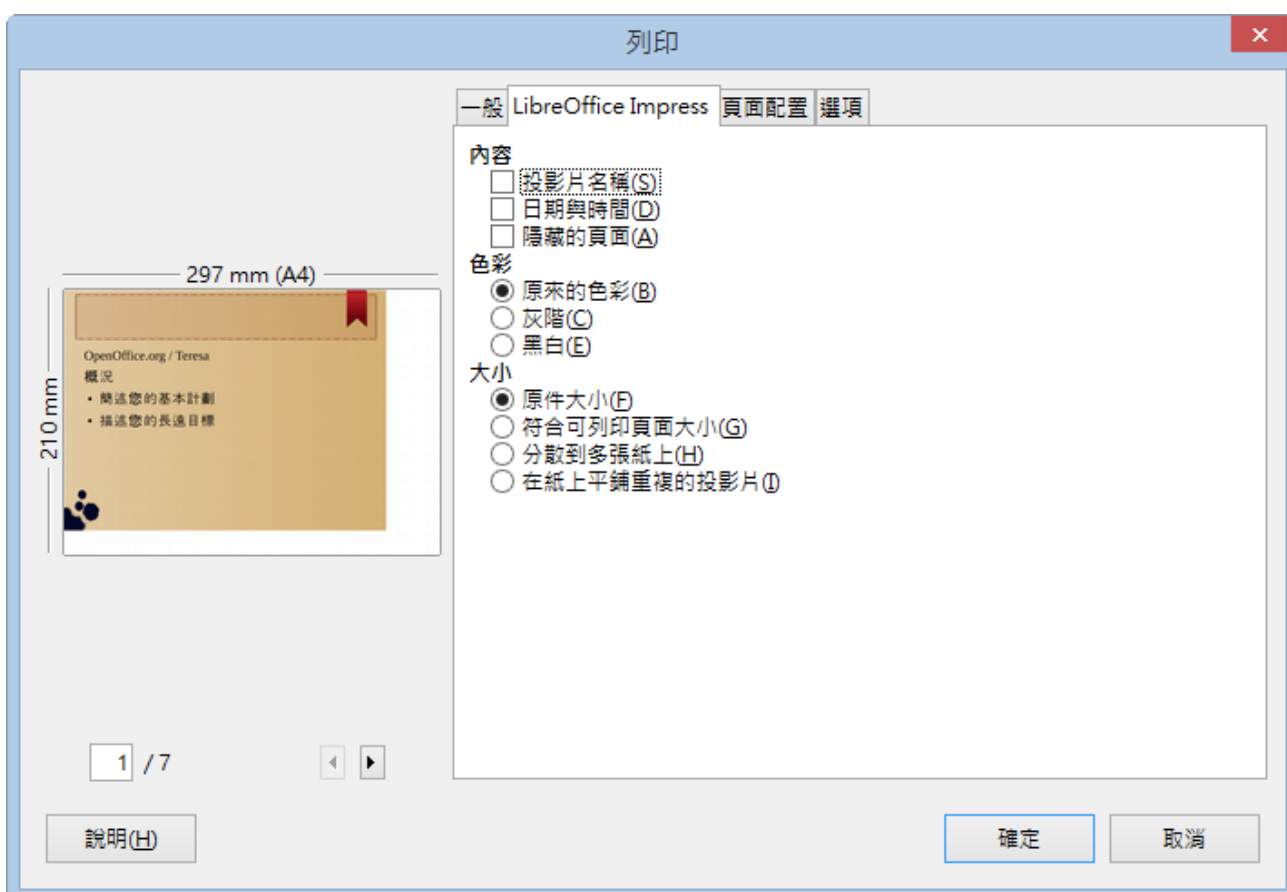 列印
一般 LibreOffice Impress 頁面配置 選項
內容
投影片名稱(S)
日期與時間(D)
隱藏的頁面(A)
色彩
原來的色彩(B)
灰階(C)
黑白(E)
大小
原件大小(F)
符合可列印頁面大小(G)
分散到多張紙上(H)
在紙上平鋪重複的投影片(I)
297 mm (A4)
210 mm
OpenOffice.org / Teresa
概況
• 簡述您的基本計劃
• 描述您的長遠目標
1 / 7
說明(H)
確定
取消